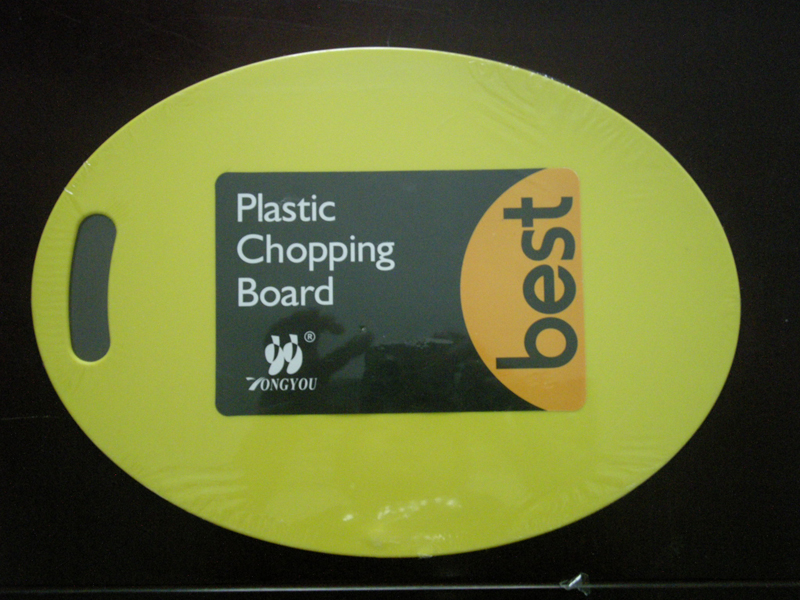 Plastic
Chopping
Board
®
YONGYOU
best